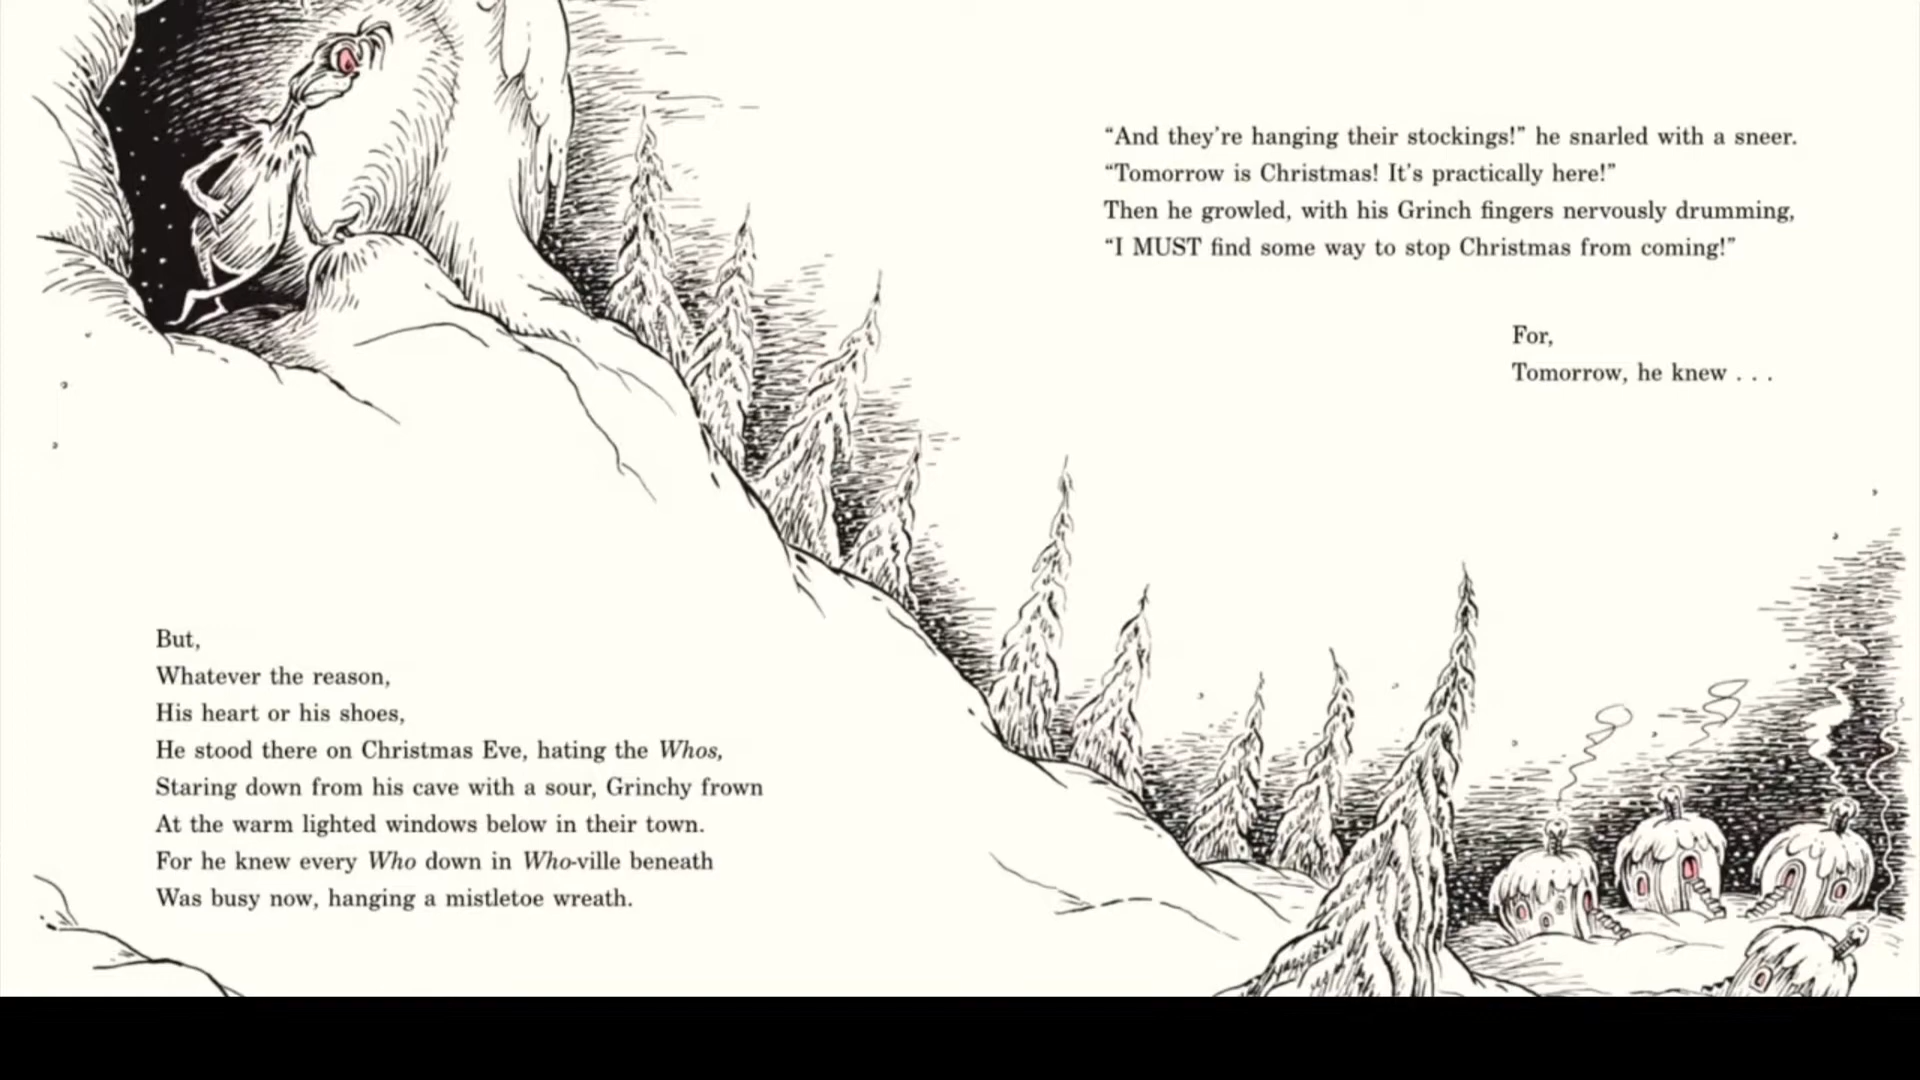 But,
Whatever the reason,
His heart or his shoes,
He stood there on Christmas Eve, hating the Whos,
Staring down from his cave with a sour, Grinchy frown
At the warm lighted windows below in their town.
For he knew every Who down in Who-ville beneath
Was busy now, hanging a mistletoe wreath.
“And they’re hanging their stockings!” he snarled with a sneer.
“Tomorrow is Christmas! It’s practically here!”
Then he growled, with his Grinch fingers nervously drumming,
“I MUST find some way to stop Christmas from coming!”
For,
Tomorrow, he knew . . .